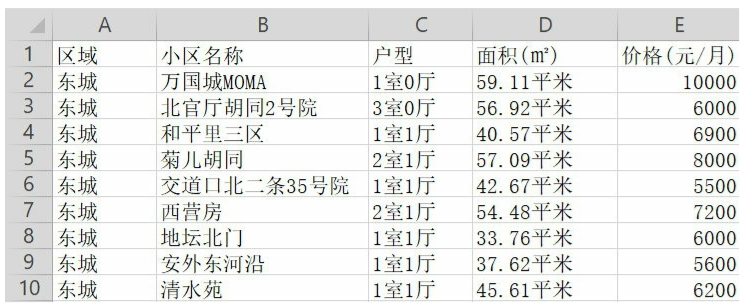 A B C D E
1 区域 小区名称 户型 面积(㎡) 价格(元/月)
2 东城 万国城MOMA 1室0厅 59.11平米 10000
3 东城 北官厅胡同2号院 3室0厅 56.92平米 6000
4 东城 和平里三区 1室1厅 40.57平米 6900
5 东城 菊儿胡同 2室1厅 57.09平米 8000
6 东城 交道口北二条35号院 1室1厅 42.67平米 5500
7 东城 西营房 2室1厅 54.48平米 7200
8 东城 地坛北门 1室1厅 33.76平米 6000
9 东城 安外东河沿 1室1厅 37.62平米 5600
10 东城 清水苑 1室1厅 45.61平米 6200